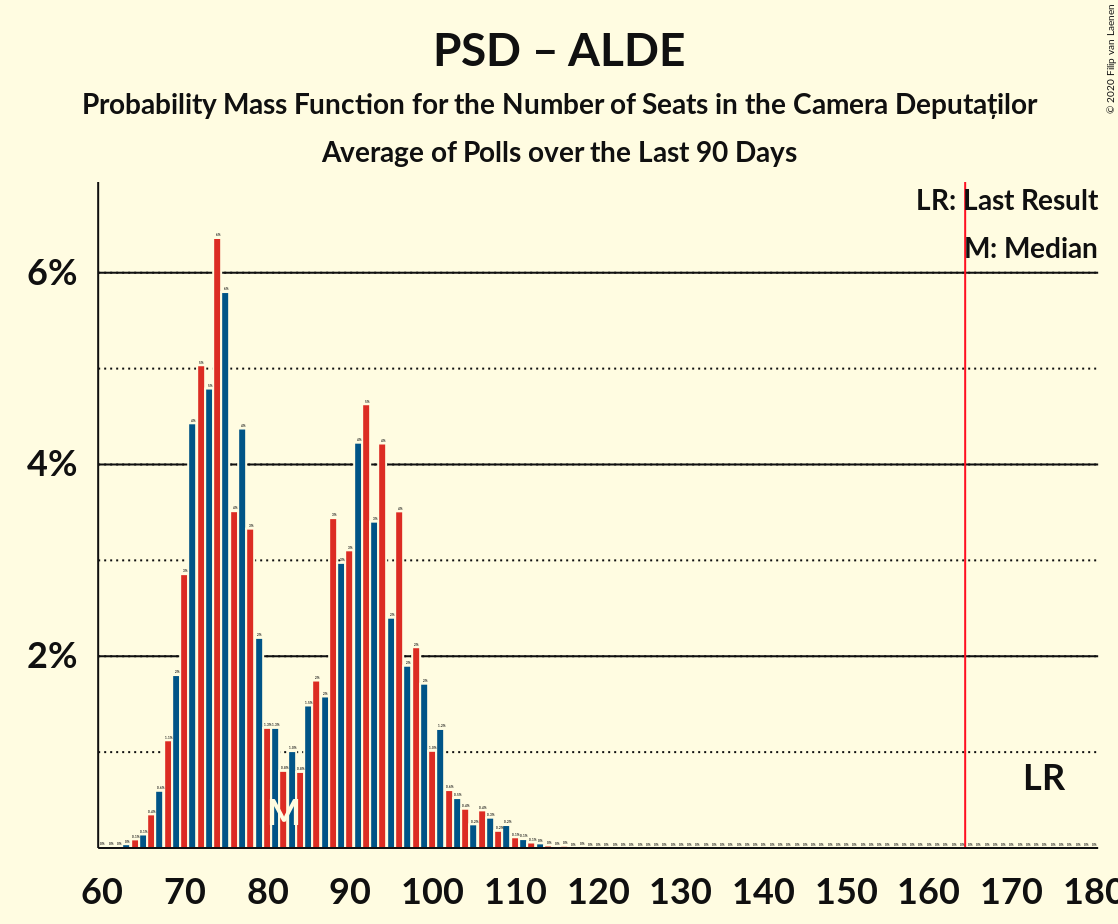 PSD – ALDE
Probability Mass Function for the Number of Seats in the Camera Deputaților
Average of Polls over the Last 90 Days
© 2020 Filip van Laenen
LR: Last Result
M: Median
6%
4%
2%
M
LR
60 70 80 90 100 110 120 130 140 150 160 170 180